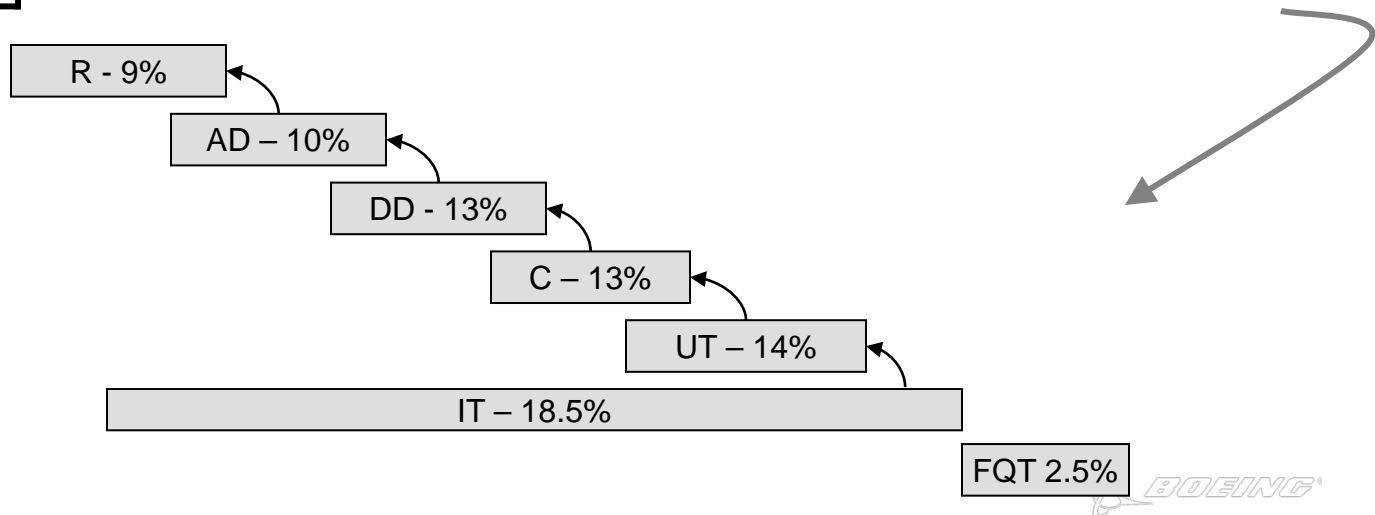 R - 9%
AD – 10%
DD - 13%
C – 13%
UT – 14%
IT – 18.5%
FQT 2.5%
BOEING®